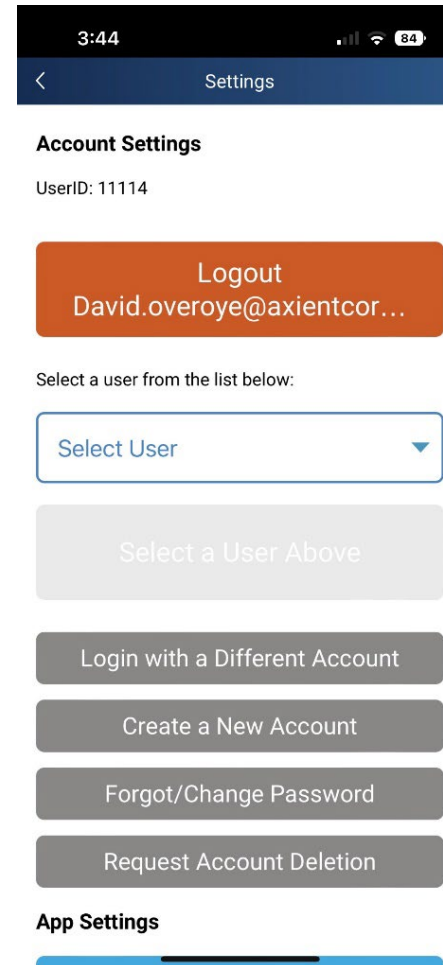 3:44
84
Settings
Account Settings
UserID: 11114
Logout
David.overoye@axientcor...
Select a user from the list below:
Select User
Select a User Above
Login with a Different Account
Create a New Account
Forgot/Change Password
Request Account Deletion
App Settings